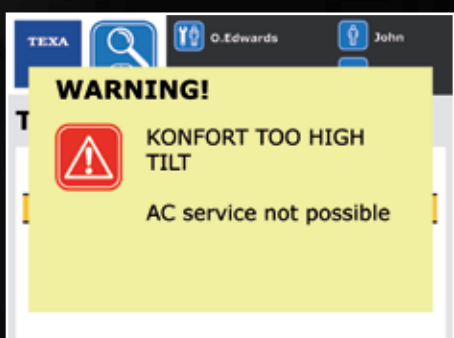 TEXA
O.Edwards
John
WARNING!
T
KONFORT TOO HIGH
TILT
AC service not possible